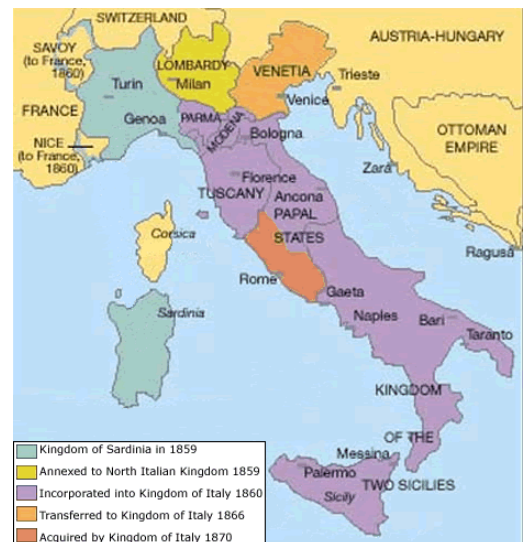 SWITZERLAND
SAVOY
(to France,
1860)
AUSTRIA-HUNGARY
LOMBARDY
Milan
VENETIA
Turin
Trieste
Venice
FRANCE
Genoa
PARMA
MODENA
Bologna
OTTOMAN
EMPIRE
NICE
(to France,
1860)
Zara
Florence
TUSCANY
Ancona
PAPAL
STATES
Corsica
Ragusa
Rome
Gaeta
Sardinia
Naples
Bari
Taranto
KINGDOM
OF THE
TWO SICILIES
Messina
Palermo
Sicily
Kingdom of Sardinia in 1859
Annexed to North Italian Kingdom 1859
Incorporated into Kingdom of Italy 1860
Transferred to Kingdom of Italy 1866
Acquired by Kingdom of Italy 1870